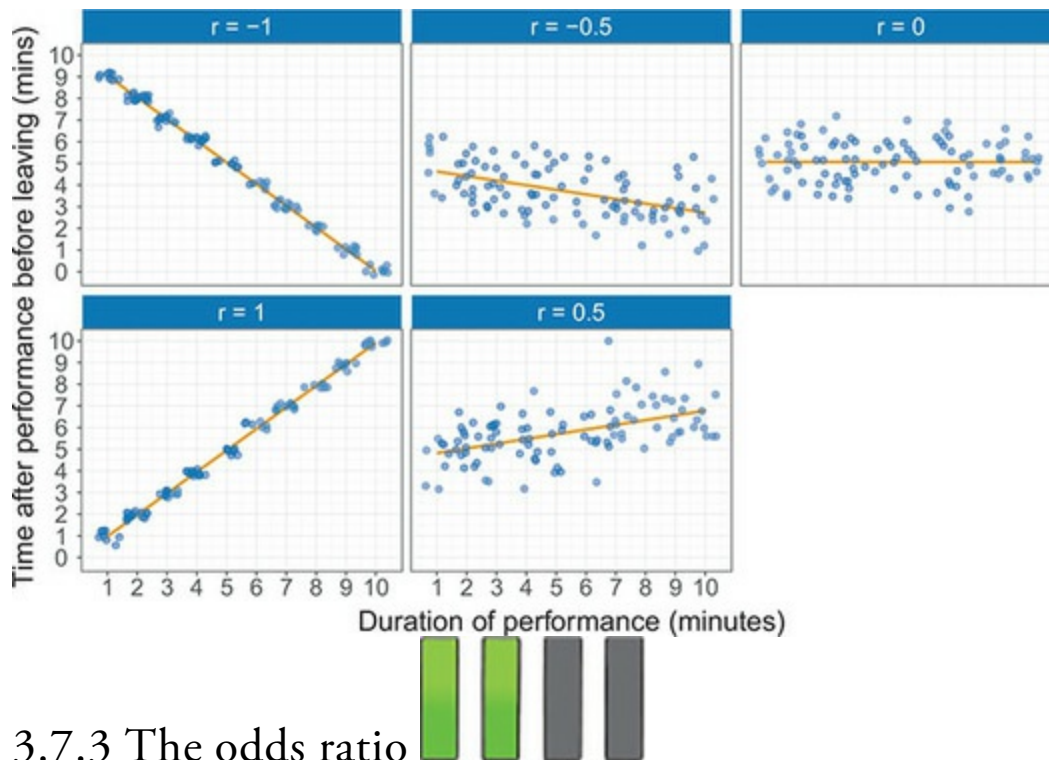 r = −1
r = −0.5
r = 0
Time after performance before leaving (mins)
10
9
8
7
6
5
4
3
2
1
0
r = 1
r = 0.5
10
9
8
7
6
5
4
3
2
1
0
1 2 3 4 5 6 7 8 9 10
1 2 3 4 5 6 7 8 9 10
Duration of performance (minutes)
3.7.3 The odds ratio